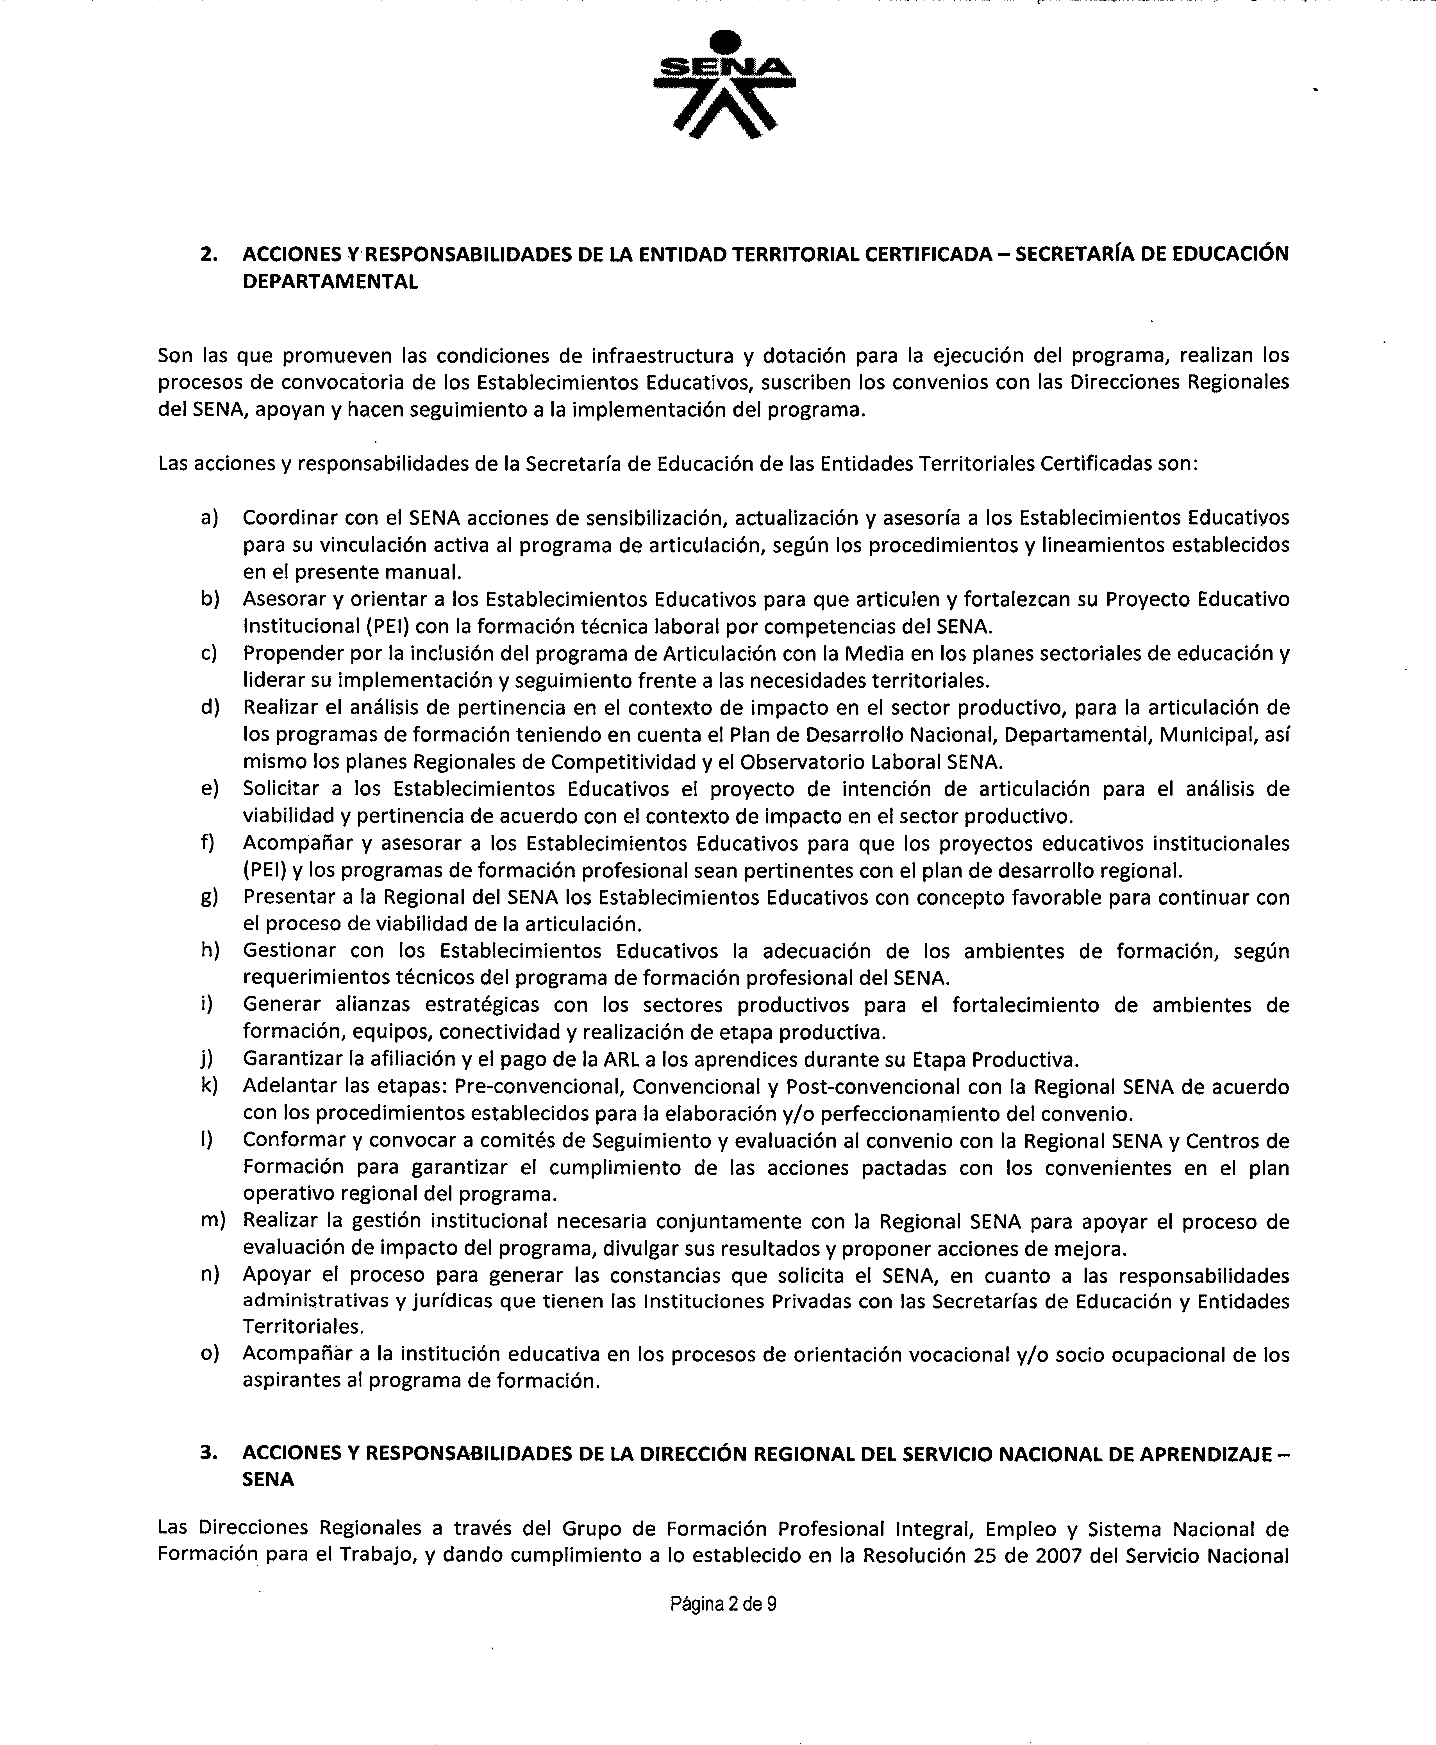 SENA
2. ACCIONES Y RESPONSABILIDADES DE LA ENTIDAD TERRITORIAL CERTIFICADA – SECRETARÍA DE EDUCACIÓN
DEPARTAMENTAL
Son las que promueven las condiciones de infraestructura y dotación para la ejecución del programa, realizan los
procesos de convocatoria de los Establecimientos Educativos, suscriben los convenios con las Direcciones Regionales
del SENA, apoyan y hacen seguimiento a la implementación del programa.
Las acciones y responsabilidades de la Secretaría de Educación de las Entidades Territoriales Certificadas son:
a) Coordinar con el SENA acciones de sensibilización, actualización y asesoría a los Establecimientos Educativos
para su vinculación activa al programa de articulación, según los procedimientos y lineamientos establecidos
en el presente manual.
b) Asesorar y orientar a los Establecimientos Educativos para que articulen y fortalezcan su Proyecto Educativo
Institucional (PEI) con la formación técnica laboral por competencias del SENA.
c) Propender por la inclusión del programa de Articulación con la Media en los planes sectoriales de educación y
liderar su implementación y seguimiento frente a las necesidades territoriales.
d) Realizar el análisis de pertinencia en el contexto de impacto en el sector productivo, para la articulación de
los programas de formación teniendo en cuenta el Plan de Desarrollo Nacional, Departamental, Municipal, así
mismo los planes Regionales de Competitividad y el Observatorio Laboral SENA.
e) Solicitar a los Establecimientos Educativos el proyecto de intención de articulación para el análisis de
viabilidad y pertinencia de acuerdo con el contexto de impacto en el sector productivo.
f) Acompañar y asesorar a los Establecimientos Educativos para que los proyectos educativos institucionales
(PEI) y los programas de formación profesional sean pertinentes con el plan de desarrollo regional.
g) Presentar a la Regional del SENA los Establecimientos Educativos con concepto favorable para continuar con
el proceso de viabilidad de la articulación.
h) Gestionar con los Establecimientos Educativos la adecuación de los ambientes de formación, según
requerimientos técnicos del programa de formación profesional del SENA.
i) Generar alianzas estratégicas con los sectores productivos para el fortalecimiento de ambientes de
formación, equipos, conectividad y realización de etapa productiva.
j) Garantizar la afiliación y el pago de la ARL a los aprendices durante su Etapa Productiva.
k) Adelantar las etapas: Pre-convencional, Convencional y Post-convencional con la Regional SENA de acuerdo
con los procedimientos establecidos para la elaboración y/o perfeccionamiento del convenio.
l) Conformar y convocar a comités de Seguimiento y evaluación al convenio con la Regional SENA y Centros de
Formación para garantizar el cumplimiento de las acciones pactadas con los convenientes en el plan
operativo regional del programa.
m) Realizar la gestión institucional necesaria conjuntamente con la Regional SENA para apoyar el proceso de
evaluación de impacto del programa, divulgar sus resultados y proponer acciones de mejora.
n) Apoyar el proceso para generar las constancias que solicita el SENA, en cuanto a las responsabilidades
administrativas y jurídicas que tienen las Instituciones Privadas con las Secretarías de Educación y Entidades
Territoriales.
o) Acompañar a la institución educativa en los procesos de orientación vocacional y/o socio ocupacional de los
aspirantes al programa de formación.
3. ACCIONES Y RESPONSABILIDADES DE LA DIRECCIÓN REGIONAL DEL SERVICIO NACIONAL DE APRENDIZAJE –
SENA
Las Direcciones Regionales a través del Grupo de Formación Profesional Integral, Empleo y Sistema Nacional de
Formación para el Trabajo, y dando cumplimiento a lo establecido en la Resolución 25 de 2007 del Servicio Nacional
Página 2 de 9